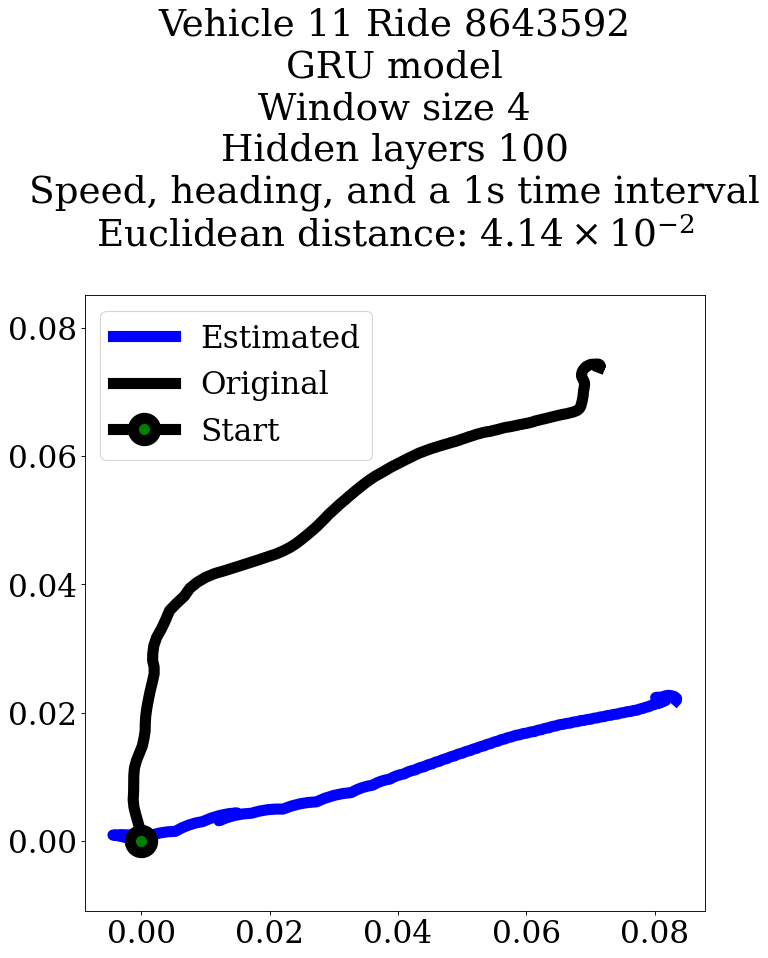 Vehicle 11 Ride 8643592
GRU model
Window size 4
Hidden layers 100
Speed, heading, and a 1s time interval
Euclidean distance: 4.14 × 10⁻²
Estimated
Original
Start
0.08
0.06
0.04
0.02
0.00
0.00 0.02 0.04 0.06 0.08